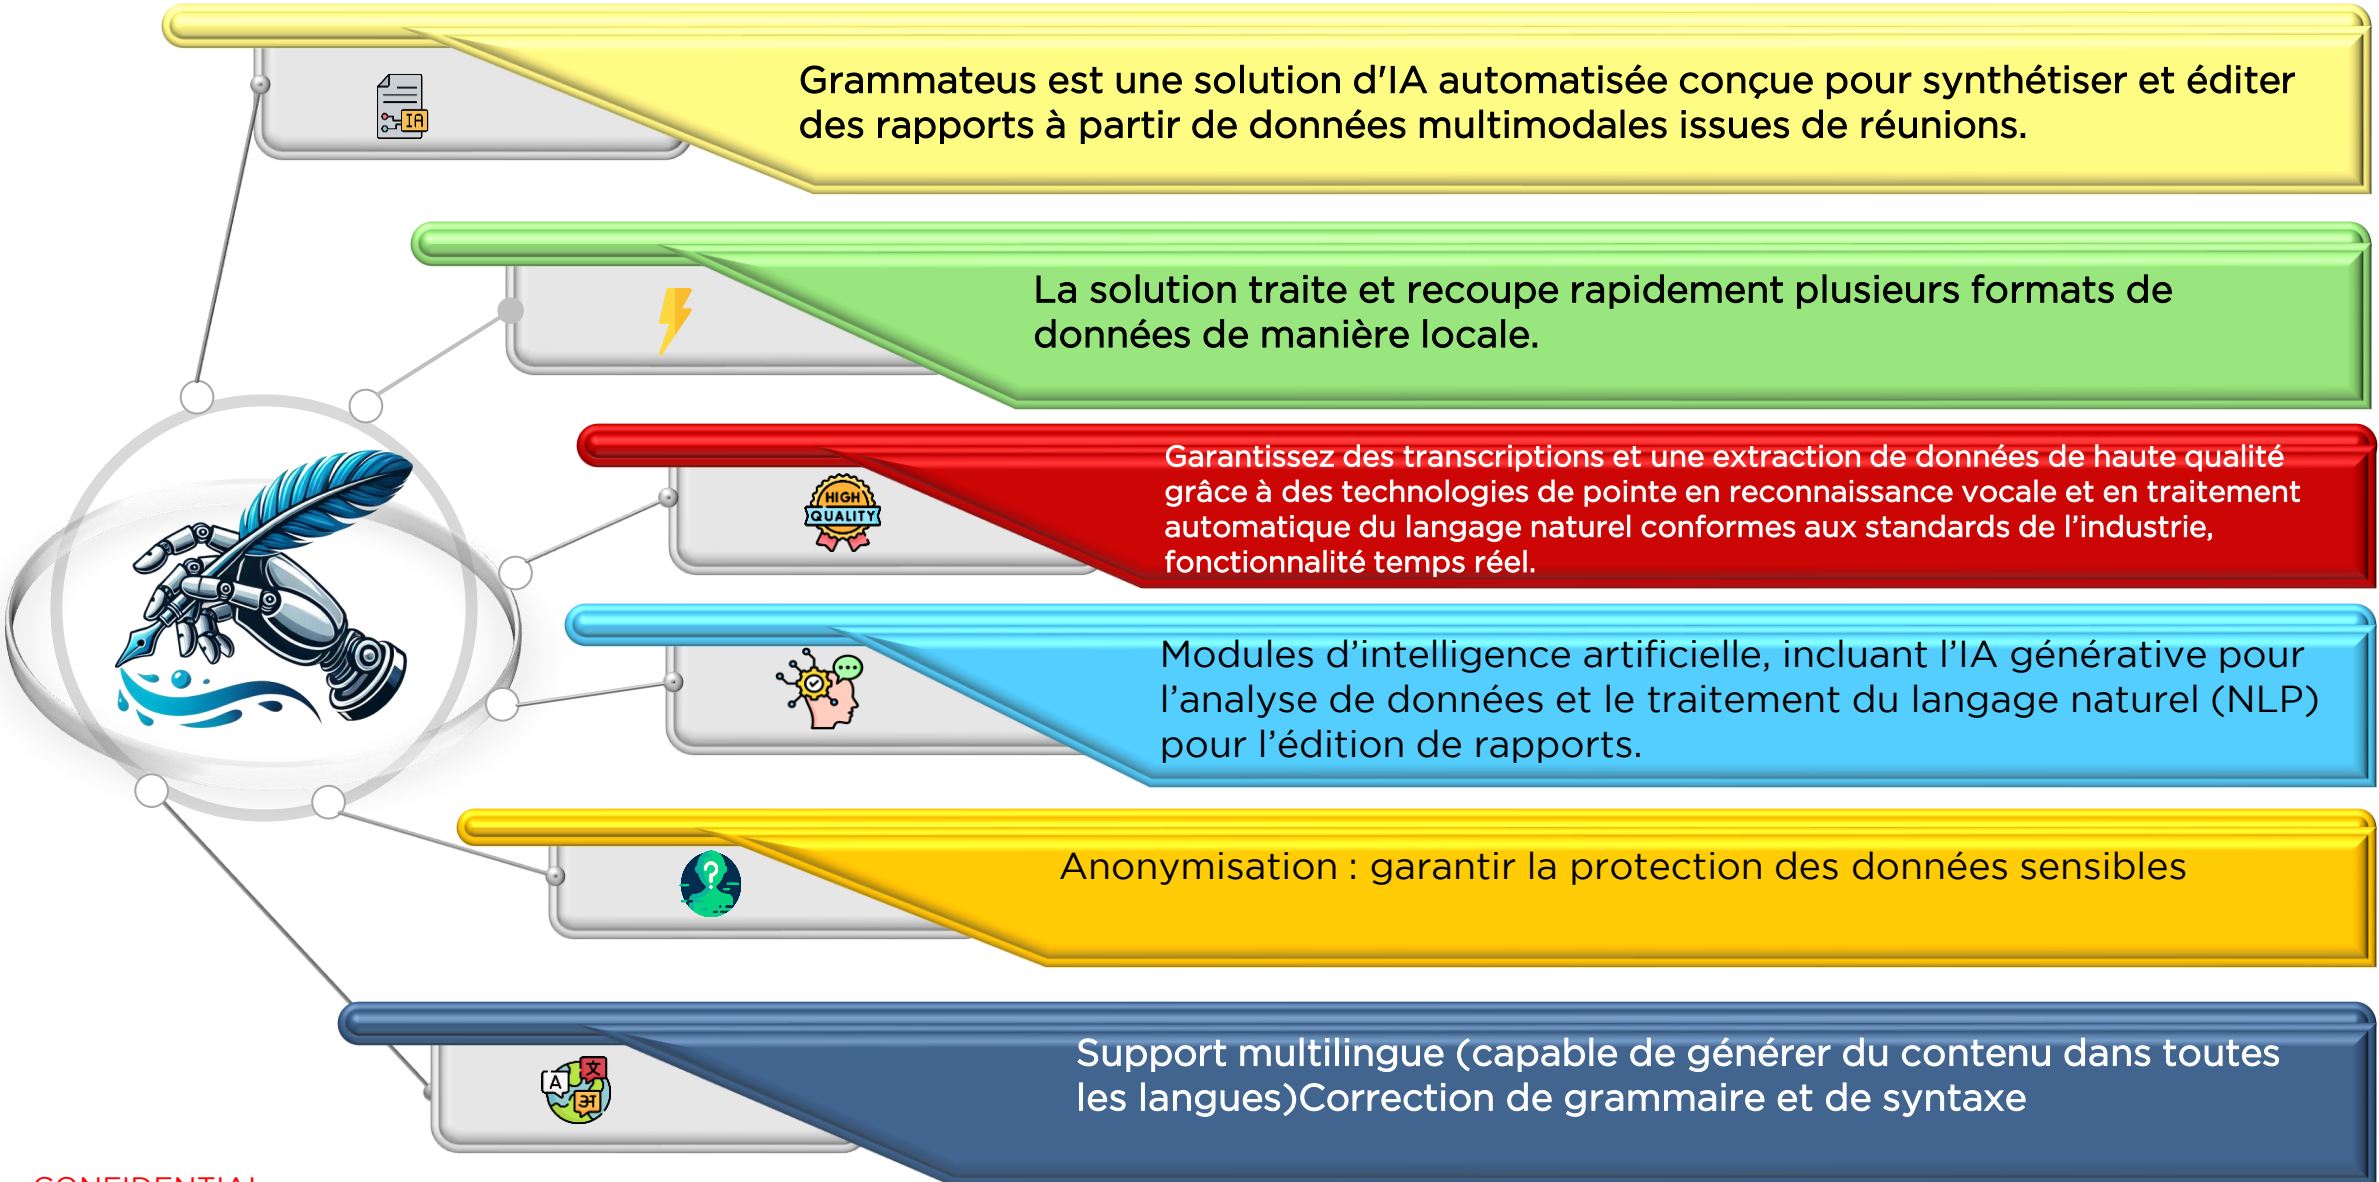 Grammateus est une solution d'IA automatisée conçue pour synthétiser et éditer
des rapports à partir de données multimodales issues de réunions.
IA
La solution traite et recoupe rapidement plusieurs formats de
données de manière locale.
Garantissez des transcriptions et une extraction de données de haute qualité
grâce à des technologies de pointe en reconnaissance vocale et en traitement
automatique du langage naturel conformes aux standards de l’industrie,
fonctionnalité temps réel.
HIGH
QUALITY
Modules d’intelligence artificielle, incluant l’IA générative pour
l’analyse de données et le traitement du langage naturel (NLP)
pour l’édition de rapports.
Anonymisation : garantir la protection des données sensibles
?
Support multilingue (capable de générer du contenu dans toutes
les langues)Correction de grammaire et de syntaxe
A
文
अ
CONFIDENTIAL